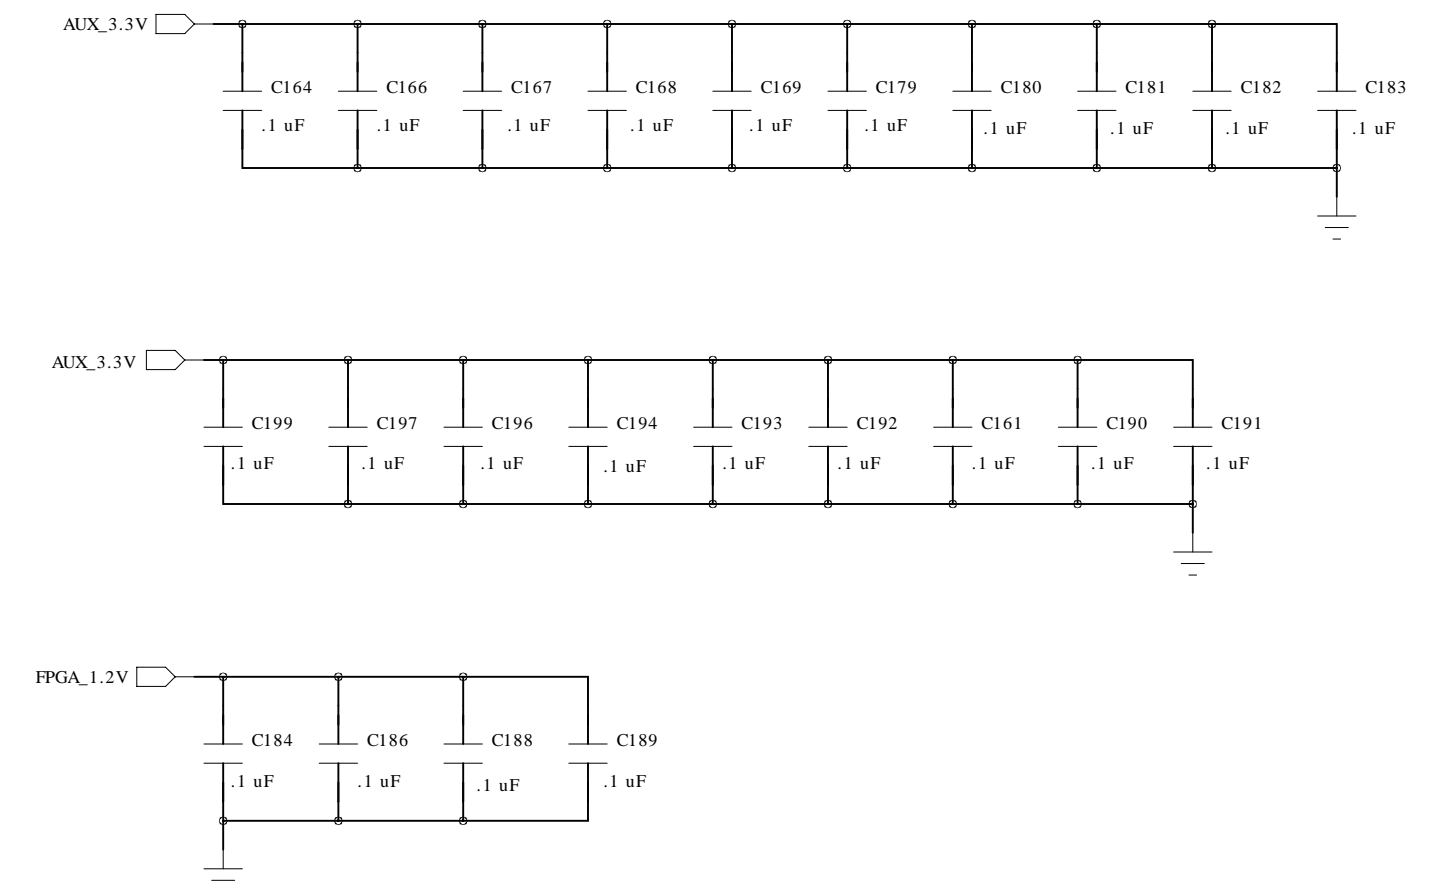 AUX_3.3V
C164 C166 C167 C168 C169 C179 C180 C181 C182 C183
.1 uF .1 uF .1 uF .1 uF .1 uF .1 uF .1 uF .1 uF .1 uF .1 uF
AUX_3.3V
C199 C197 C196 C194 C193 C192 C161 C190 C191
.1 uF .1 uF .1 uF .1 uF .1 uF .1 uF .1 uF .1 uF .1 uF
FPGA_1.2V
C184 C186 C188 C189
.1 uF .1 uF .1 uF .1 uF